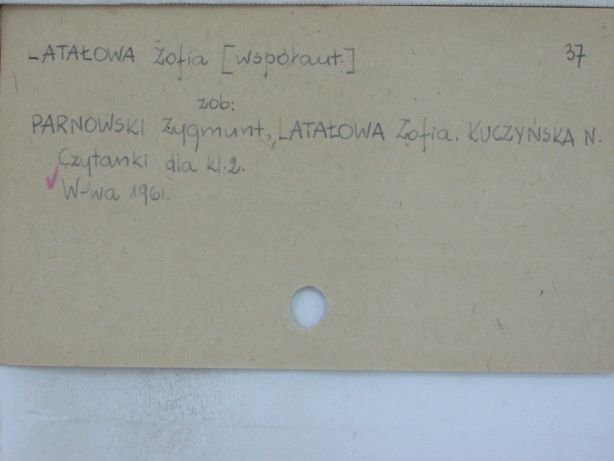 LATAŁOWA Zofia [współaut.] 37
zob:
PARNOWSKI Zygmunt, LATAŁOWA Zofia. KUCZYŃSKA N.
Czytanki dla kl. 2.
W-wa 1961.